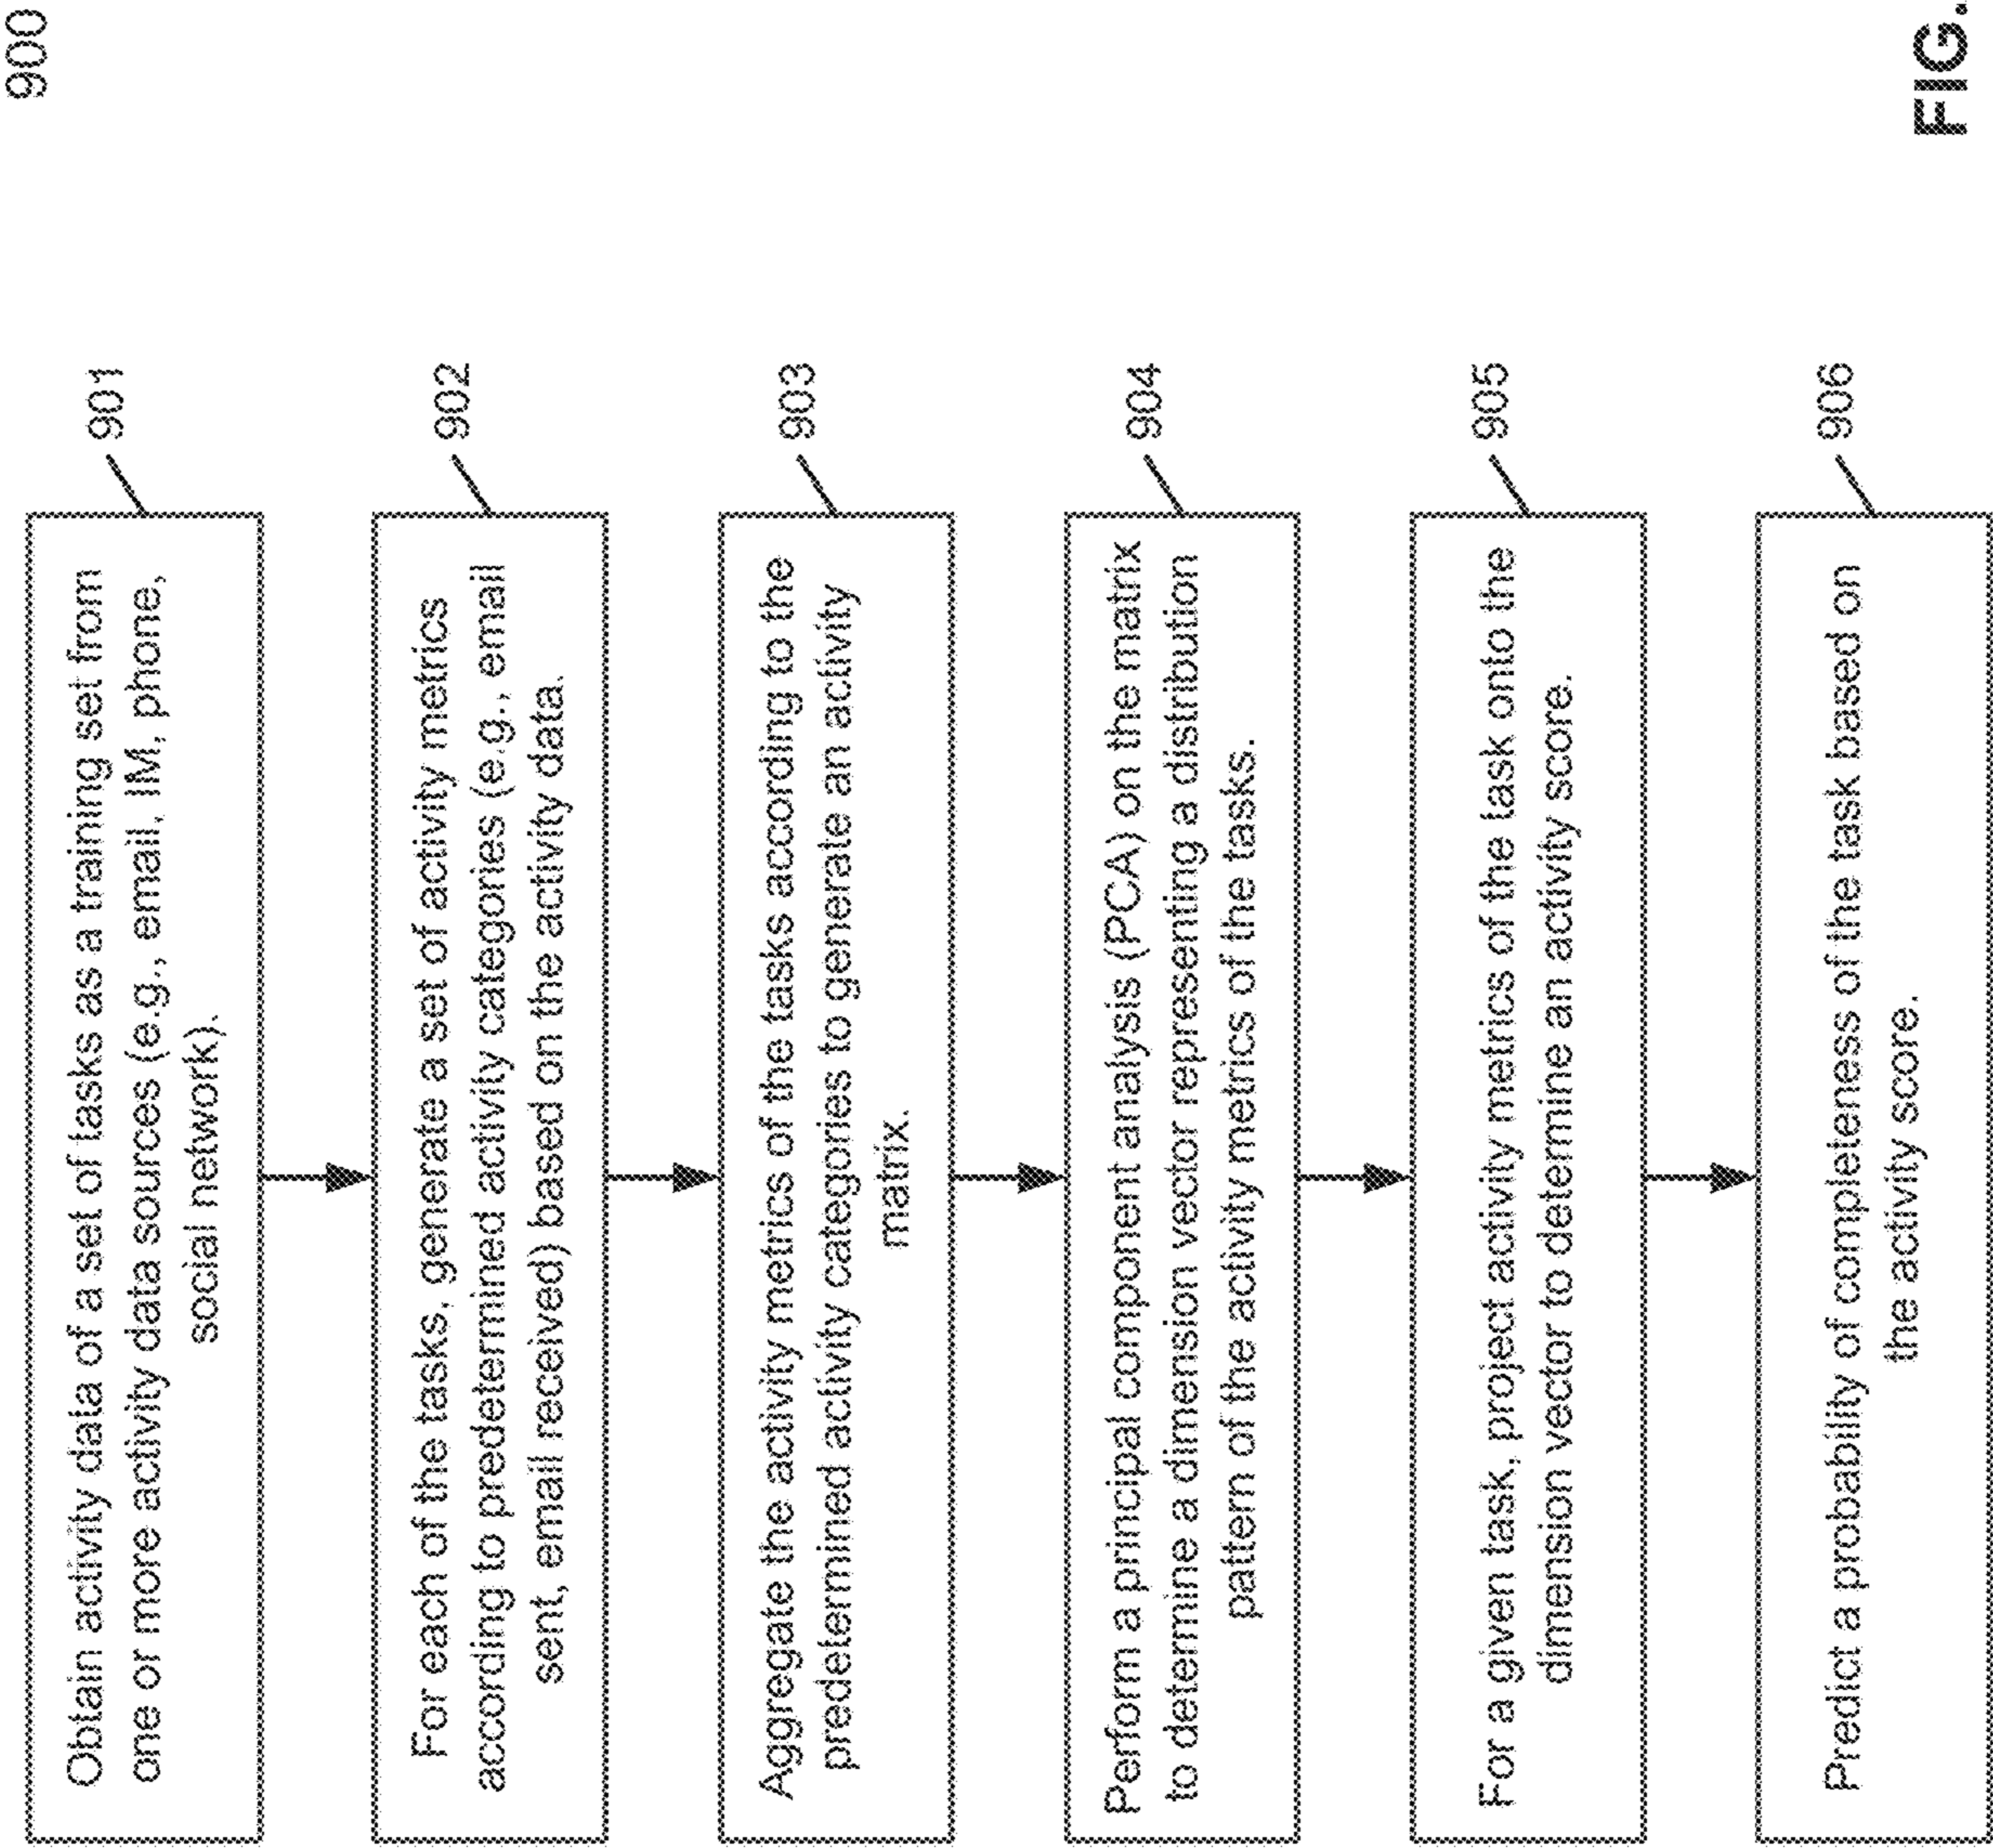 900
Obtain activity data of a set of tasks as a training set from
one or more activity data sources (e.g., email, IM, phone,
social network).
901
For each of the tasks, generate a set of activity metrics
according to predetermined activity categories (e.g., email
sent, email received) based on the activity data.
902
Aggregate the activity metrics of the tasks according to the
predetermined activity categories to generate an activity
matrix.
903
Perform a principal component analysis (PCA) on the matrix
to determine a dimension vector representing a distribution
pattern of the activity metrics of the tasks.
904
For a given task, project activity metrics of the task onto the
dimension vector to determine an activity score.
905
Predict a probability of completeness of the task based on
the activity score.
906
FIG.